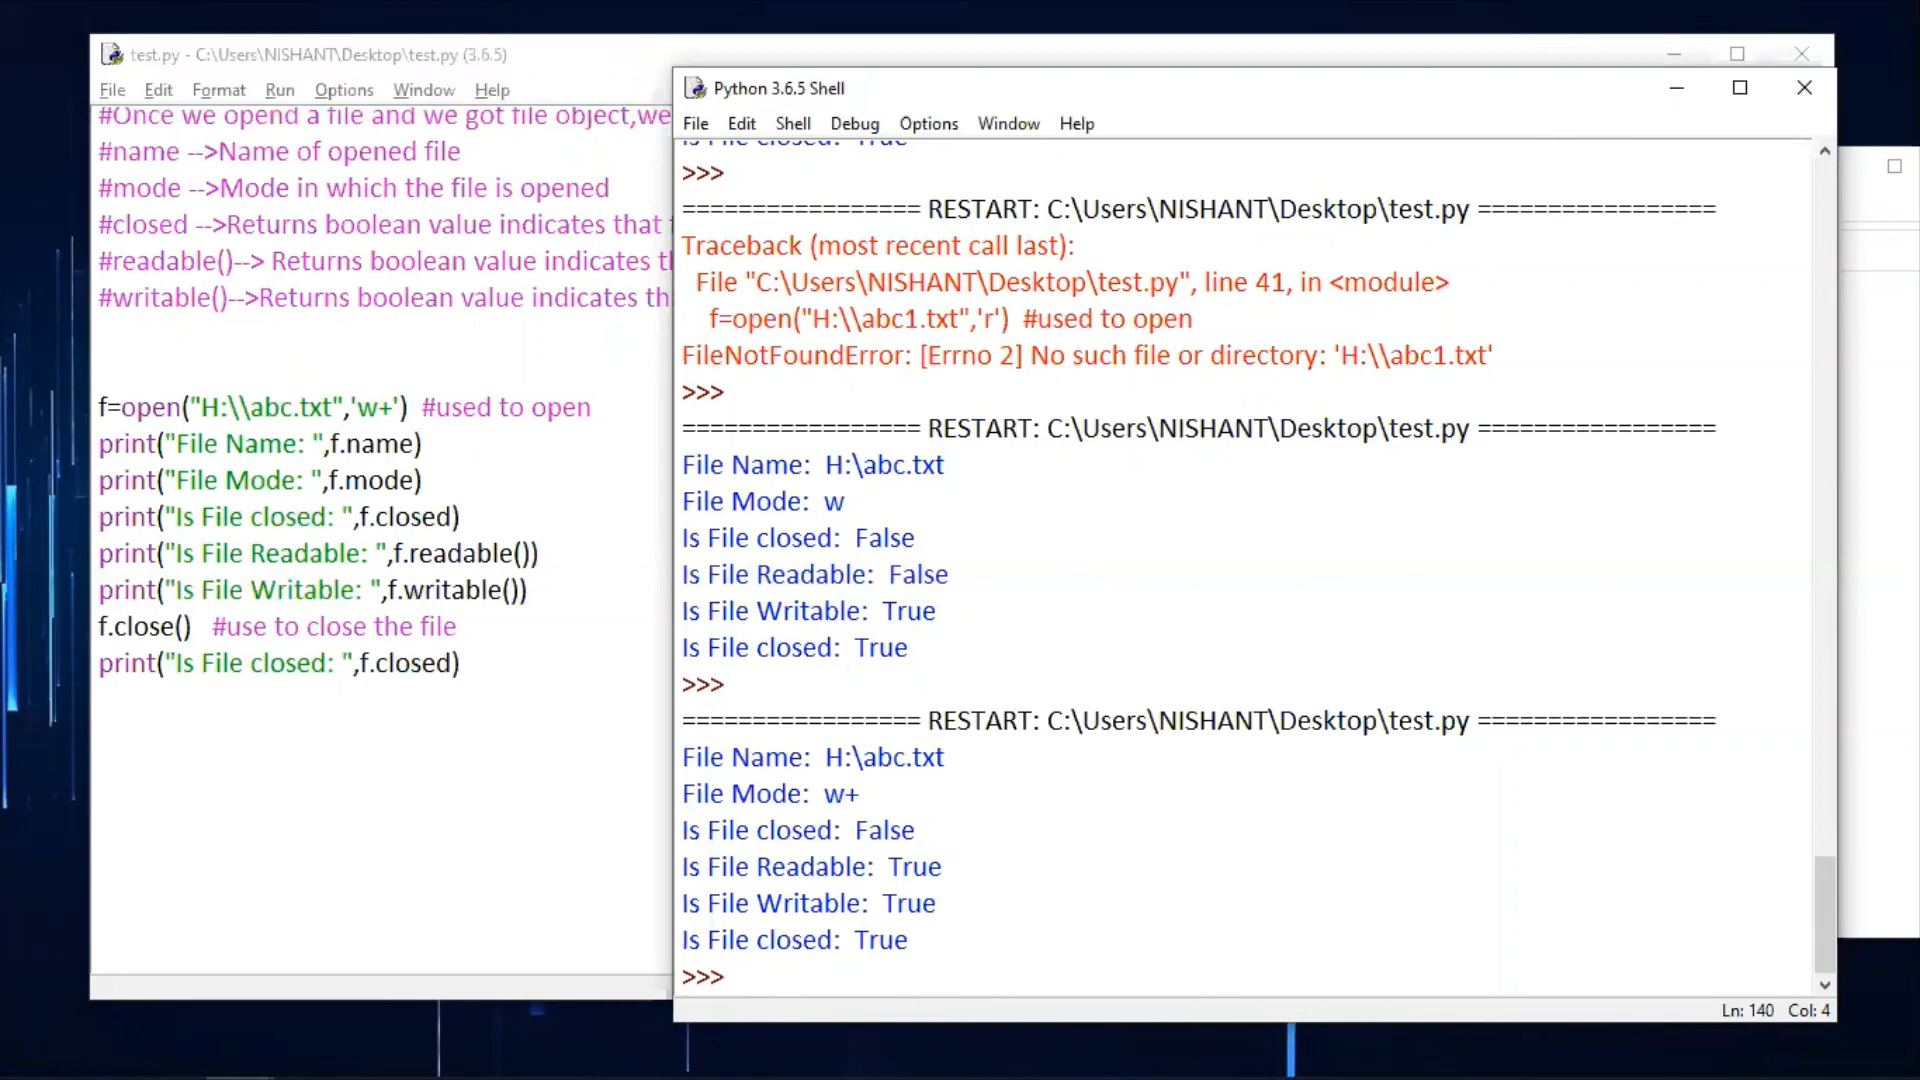 test.py - C:\Users\NISHANT\Desktop\test.py (3.6.5)
File Edit Format Run Options Window Help
#Once we opend a file and we got file object,we
#name -->Name of opened file
#mode -->Mode in which the file is opened
#closed -->Returns boolean value indicates that
#readable()--> Returns boolean value indicates
#writable()-->Returns boolean value indicates
f=open("H:\\abc.txt",'w+')  #used to open
print("File Name: ",f.name)
print("File Mode: ",f.mode)
print("Is File closed: ",f.closed)
print("Is File Readable: ",f.readable())
print("Is File Writable: ",f.writable())
f.close()   #use to close the file
print("Is File closed: ",f.closed)
Python 3.6.5 Shell
File Edit Shell Debug Options Window Help
Is File closed:  True
>>>
================= RESTART: C:\Users\NISHANT\Desktop\test.py =================
Traceback (most recent call last):
  File "C:\Users\NISHANT\Desktop\test.py", line 41, in <module>
    f=open("H:\\abc1.txt",'r')  #used to open
FileNotFoundError: [Errno 2] No such file or directory: 'H:\\abc1.txt'
>>>
================= RESTART: C:\Users\NISHANT\Desktop\test.py =================
File Name:  H:\abc.txt
File Mode:  w
Is File closed:  False
Is File Readable:  False
Is File Writable:  True
Is File closed:  True
>>>
================= RESTART: C:\Users\NISHANT\Desktop\test.py =================
File Name:  H:\abc.txt
File Mode:  w+
Is File closed:  False
Is File Readable:  True
Is File Writable:  True
Is File closed:  True
>>>
Ln: 140 Col: 4